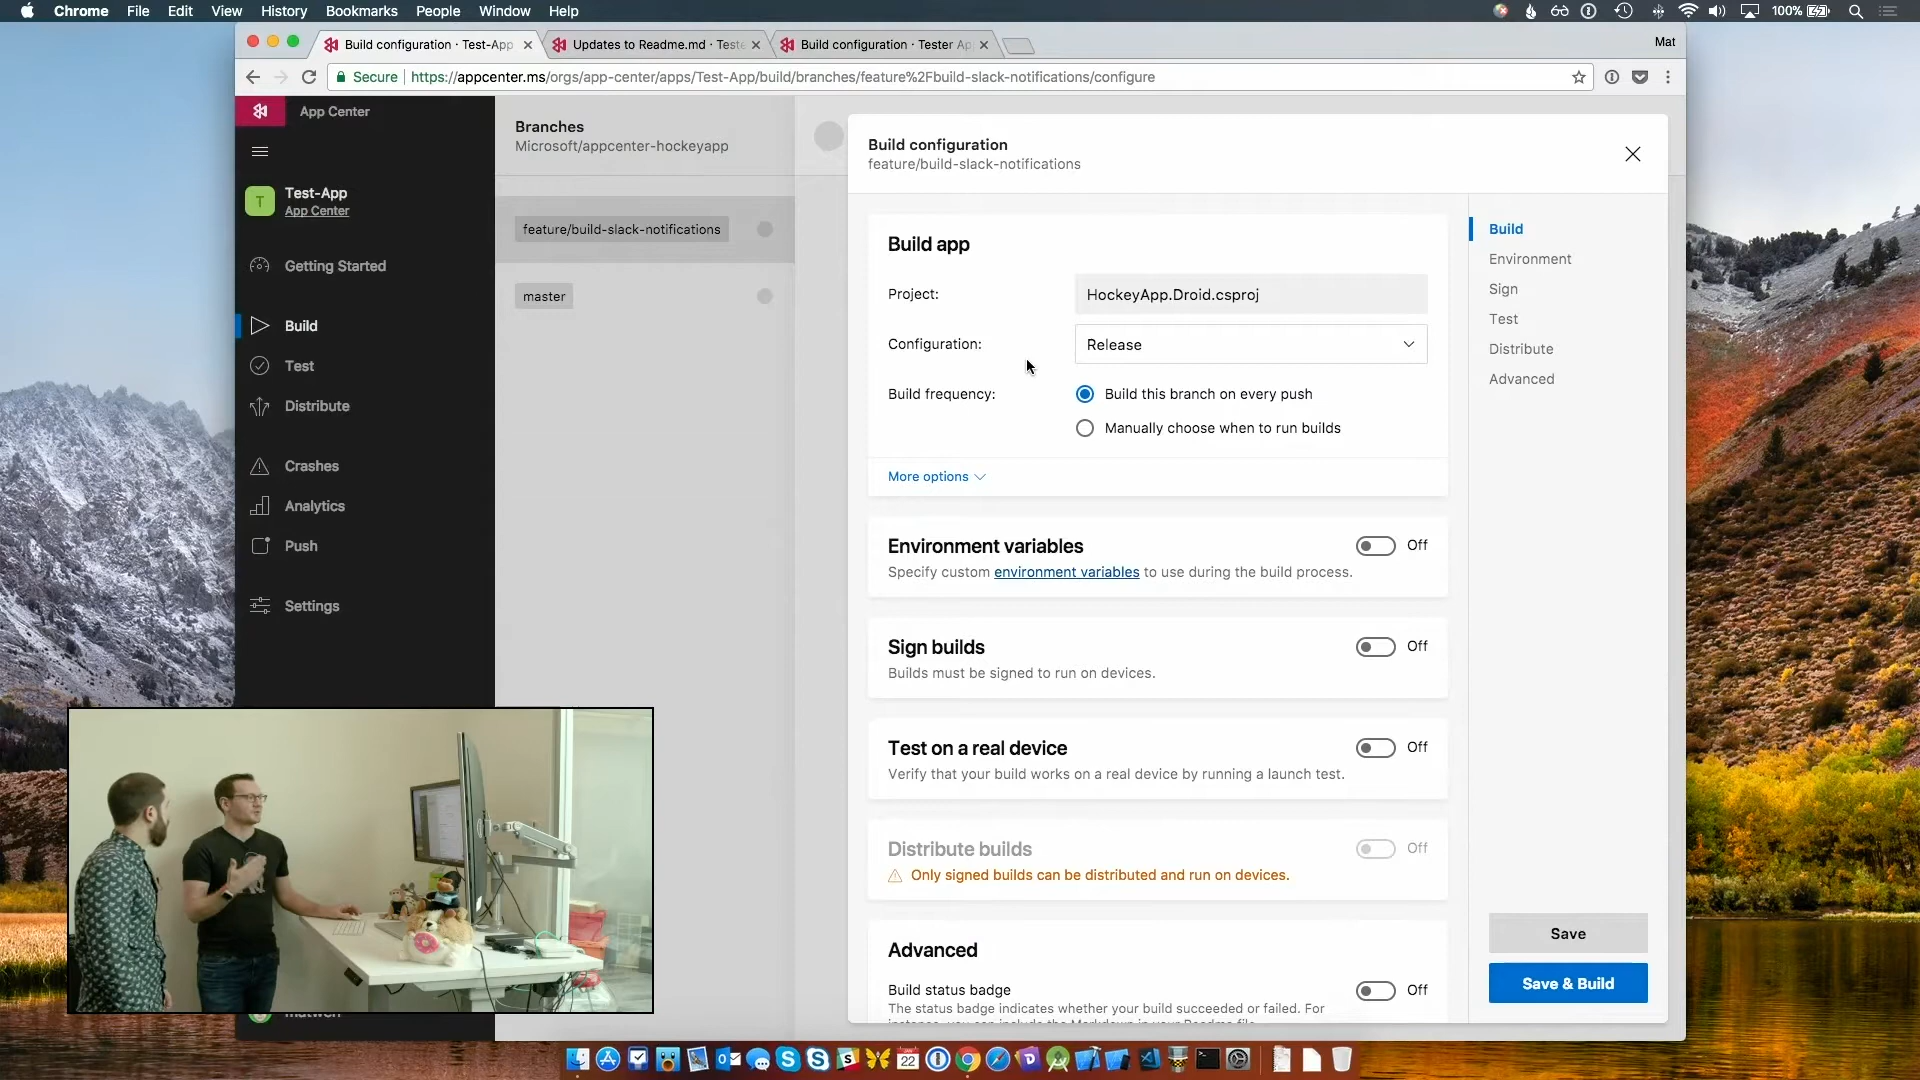 Chrome File Edit View History Bookmarks People Window Help
100%
Build configuration · Test-App
Updates to Readme.md · Teste
Build configuration · Tester Ap
Mat
Secure https://appcenter.ms/orgs/app-center/apps/Test-App/build/branches/feature%2Fbuild-slack-notifications/configure
App Center
T
Test-App
App Center
Getting Started
Build
Test
Distribute
Crashes
Analytics
Push
Settings
Branches
Microsoft/appcenter-hockeyapp
feature/build-slack-notifications
master
Build configuration
feature/build-slack-notifications
Build app
Project: HockeyApp.Droid.csproj
Configuration: Release
Build frequency: Build this branch on every push
Manually choose when to run builds
More options
Environment variables Off
Specify custom environment variables to use during the build process.
Sign builds Off
Builds must be signed to run on devices.
Test on a real device Off
Verify that your build works on a real device by running a launch test.
Distribute builds Off
Only signed builds can be distributed and run on devices.
Advanced
Build status badge Off
The status badge indicates whether your build succeeded or failed. For
Build
Environment
Sign
Test
Distribute
Advanced
Save
Save & Build
22